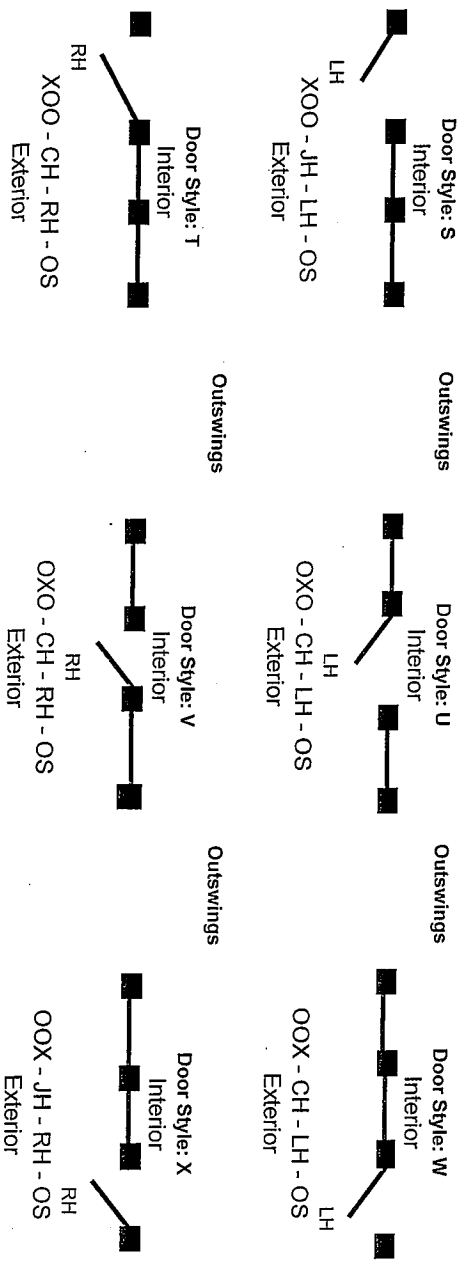 Door Style: S
Interior
LH
XOO - JH - LH - OS
Exterior
Outswings
Door Style: U
Interior
LH
OXO - CH - LH - OS
Exterior
Outswings
Door Style: W
Interior
LH
OOX - CH - LH - OS
Exterior
Door Style: T
Interior
RH
XOO - CH - RH - OS
Exterior
Outswings
Door Style: V
Interior
RH
OXO - CH - RH - OS
Exterior
Outswings
Door Style: X
Interior
RH
OOX - JH - RH - OS
Exterior